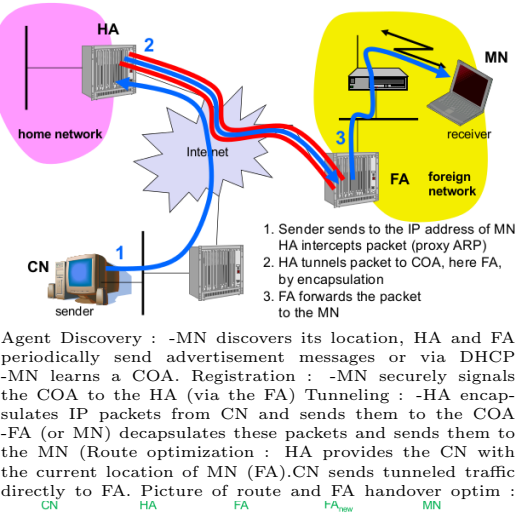 HA
2
MN
home network
Internet
3
receiver
FA
foreign
network
1. Sender sends to the IP address of MN
HA intercepts packet (proxy ARP)
2. HA tunnels packet to COA, here FA,
by encapsulation
3. FA forwards the packet
to the MN
CN
1
sender
Agent Discovery : -MN discovers its location, HA and FA
periodically send advertisement messages or via DHCP
-MN learns a COA. Registration : -MN securely signals
the COA to the HA (via the FA) Tunneling : -HA encap-
sulates IP packets from CN and sends them to the COA
-FA (or MN) decapsulates these packets and sends them to
the MN (Route optimization : HA provides the CN with
the current location of MN (FA).CN sends tunneled traffic
directly to FA. Picture of route and FA handover optim :
CN HA FA FAnew MN